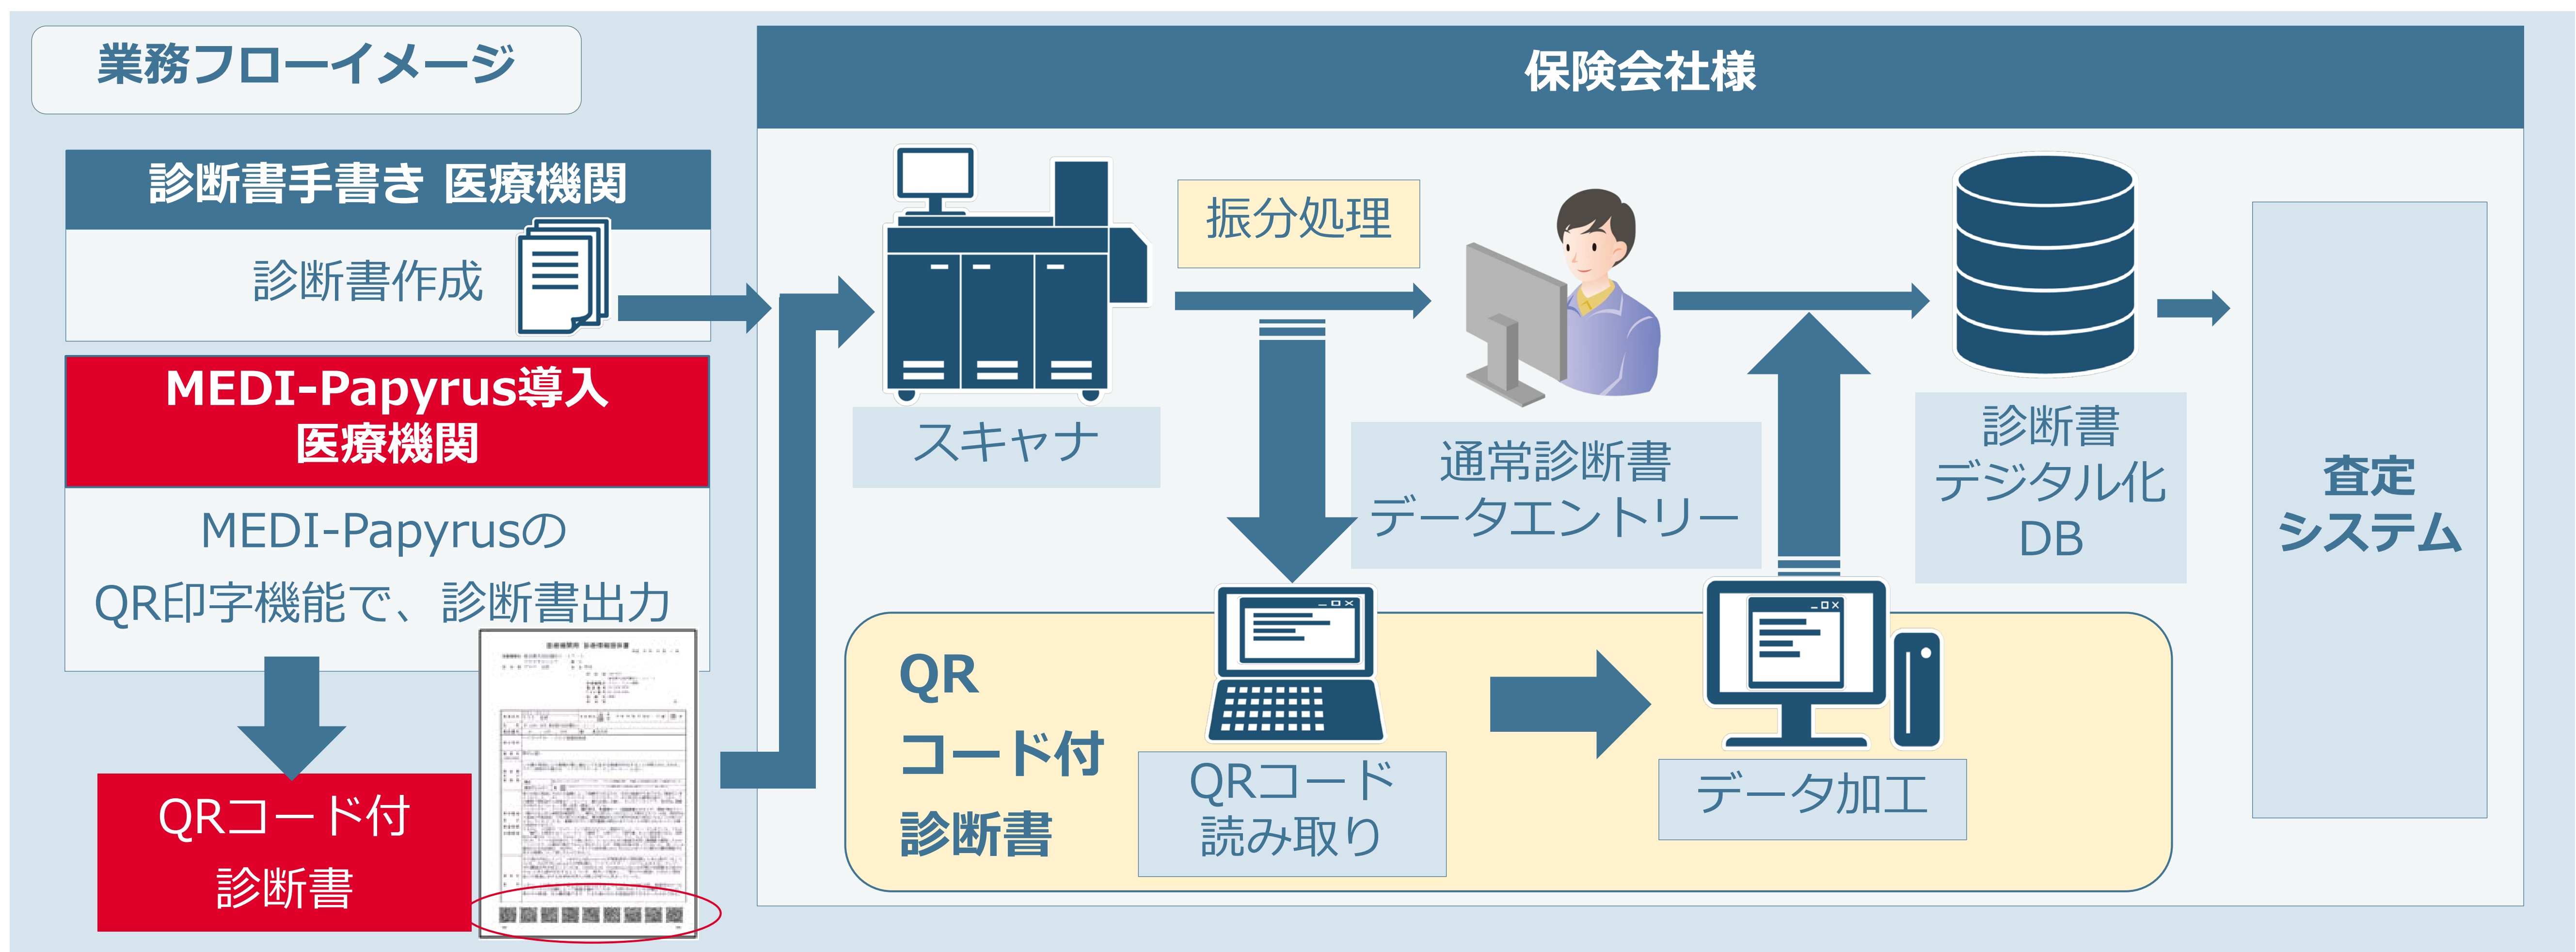 業務フローイメージ
保険会社様
診断書手書き 医療機関
診断書作成
MEDI-Papyrus導入
医療機関
MEDI-Papyrusの
QR印字機能で、診断書出力
QRコード付
診断書
スキャナ
振分処理
通常診断書
データエントリー
診断書
デジタル化
DB
査定
システム
QR
コード付
診断書
QRコード
読み取り
データ加工